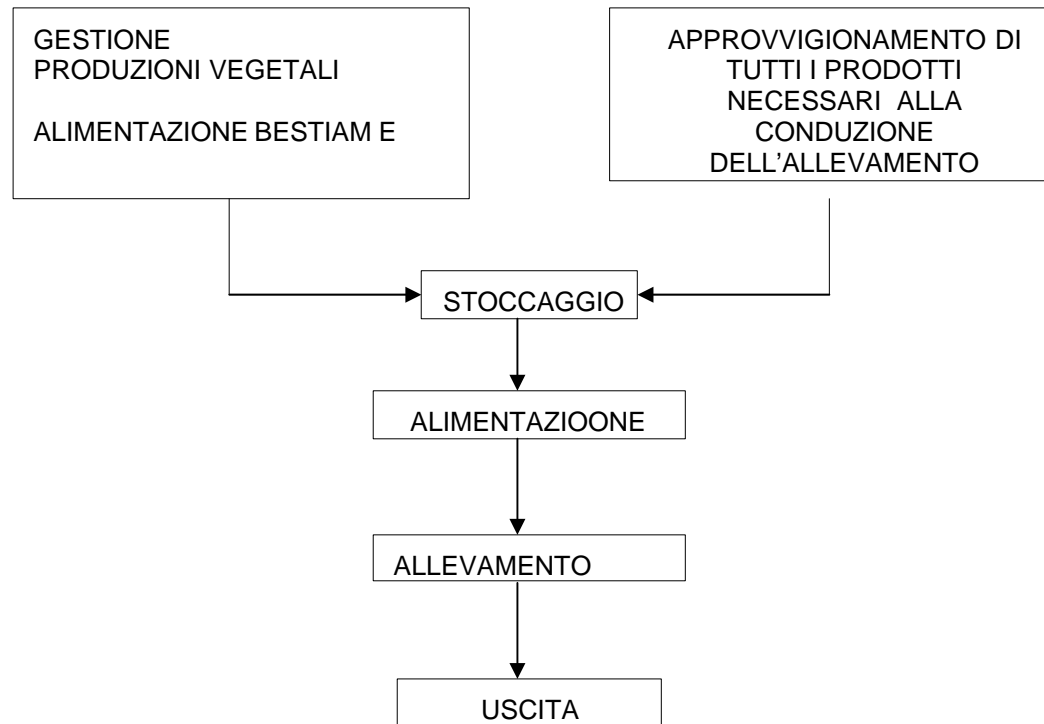 GESTIONE
PRODUZIONI VEGETALI
ALIMENTAZIONE BESTIAM E
APPROVVIGIONAMENTO DI
TUTTI I PRODOTTI
NECESSARI ALLA
CONDUZIONE
DELL’ALLEVAMENTO
STOCCAGGIO
ALIMENTAZIOONE
ALLEVAMENTO
USCITA